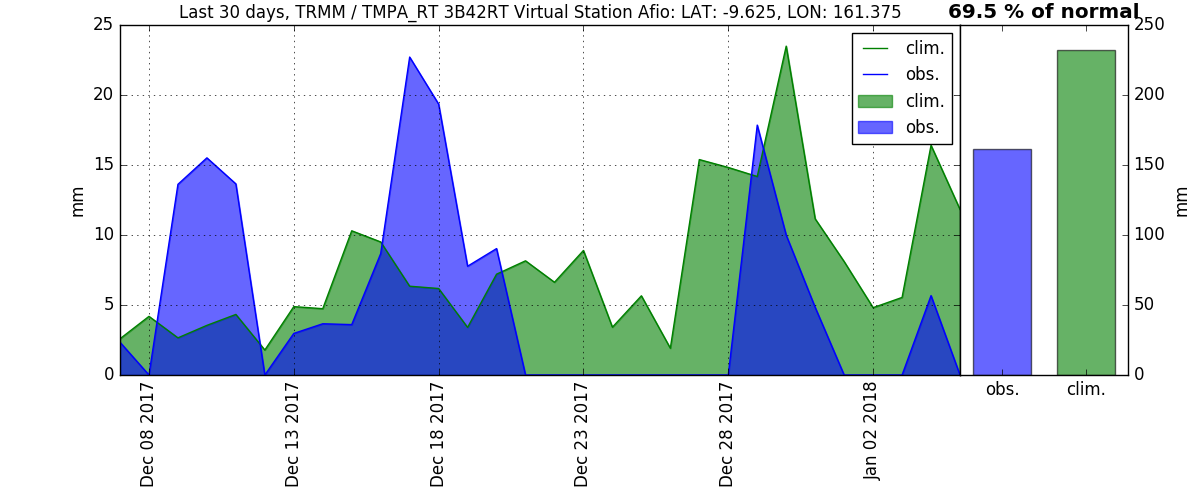 Last 30 days, TRMM / TMPA_RT 3B42RT Virtual Station Afio: LAT: -9.625, LON: 161.375
69.5 % of normal
25
20
15
10
5
0
mm
clim.
obs.
clim.
obs.
Dec 08 2017
Dec 13 2017
Dec 18 2017
Dec 23 2017
Dec 28 2017
Jan 02 2018
250
200
150
100
50
0
mm
obs.
clim.